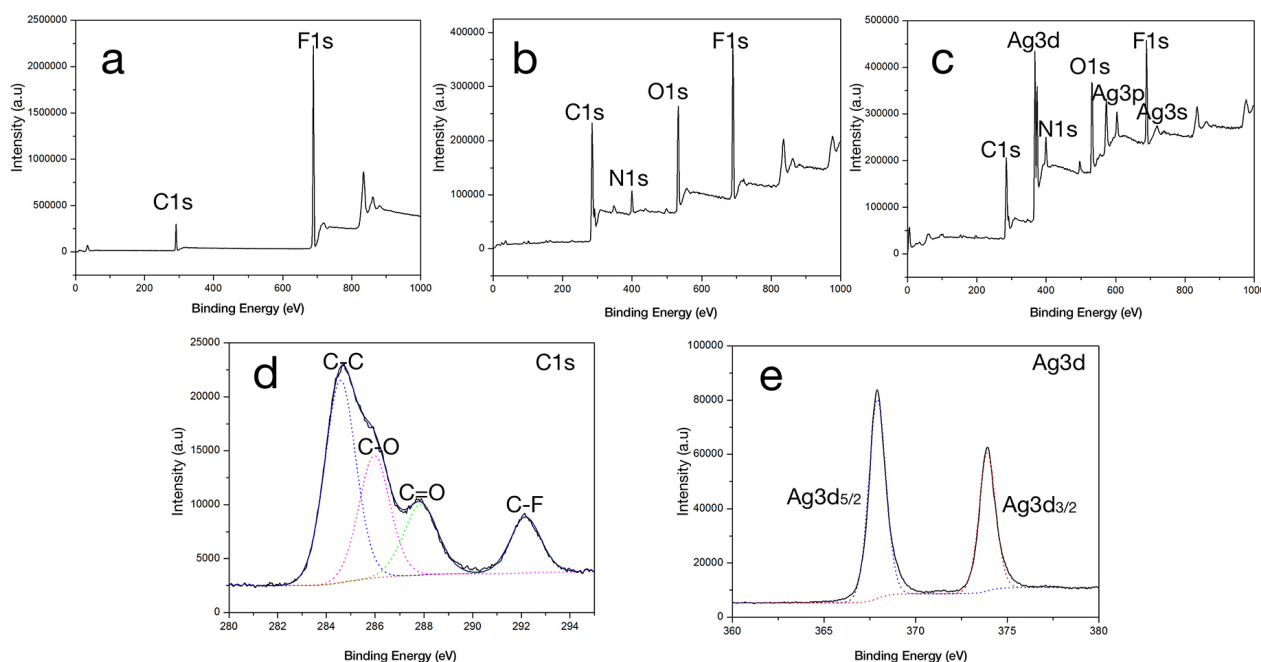 a
F1s
C1s
2500000
2000000
1500000
1000000
500000
0
Intensity (a.u)
0
200
400
600
800
1000
Binding Energy (eV)
b
F1s
O1s
C1s
N1s
400000
300000
200000
100000
0
Intensity (a.u)
0
200
400
600
800
1000
Binding Energy (eV)
c
Ag3d
F1s
O1s
Ag3p
Ag3s
N1s
C1s
500000
400000
300000
200000
100000
0
Intensity (a.u)
0
200
400
600
800
1000
Binding Energy (eV)
d
C1s
C-C
C-O
C=O
C-F
25000
20000
15000
10000
5000
0
Intensity (a.u)
280
282
284
286
288
290
292
294
Binding Energy (eV)
e
Ag3d
Ag3d5/2
Ag3d3/2
100000
80000
60000
40000
20000
0
Intensity (a.u)
360
365
370
375
380
Binding Energy (eV)